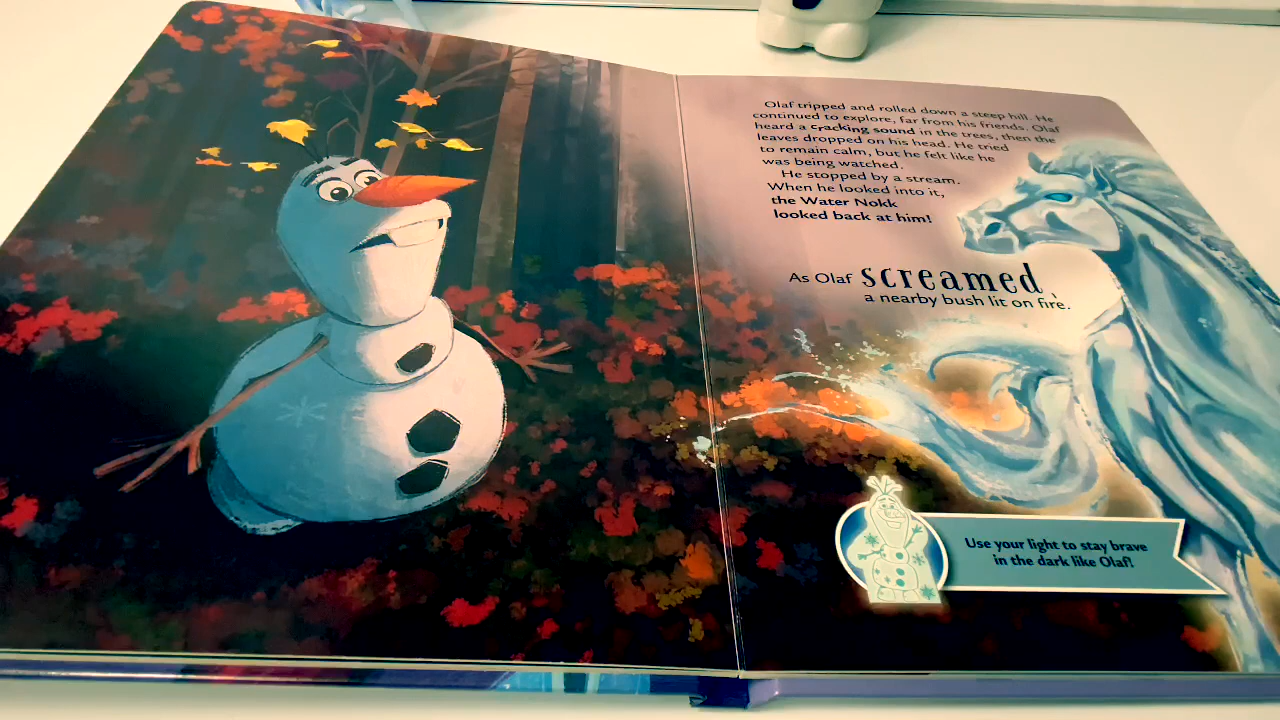 Olaf tripped and rolled down a steep hill. He
continued to explore, far from his friends. Olaf
heard a cracking sound in the trees, then the
leaves dropped on his head. He tried
to remain calm, but he felt like he
was being watched.
He stopped by a stream.
When he looked into it,
the Water Nokk
looked back at him!
As Olaf screamed,
a nearby bush lit on fire.
Use your light to stay brave
in the dark like Olaf!